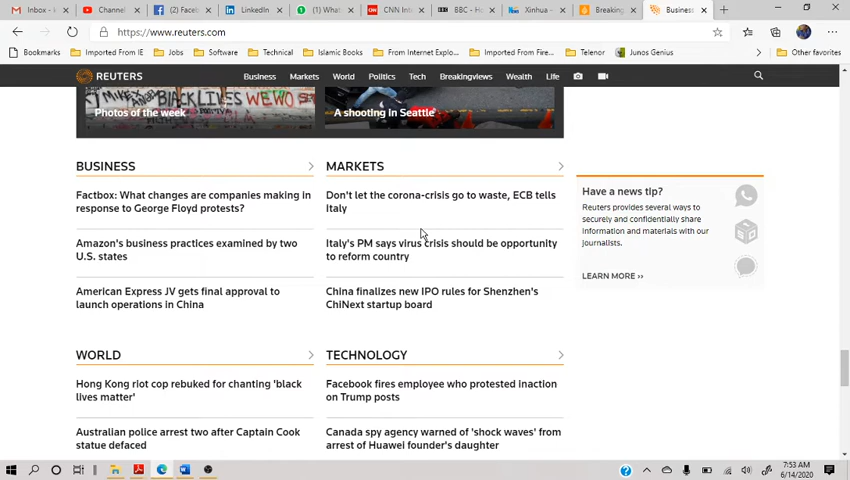 Inbox - i
Channel
(2) Facel
LinkedIn
(1) What
CNN Inte
BBC - Ho
Xinhua -
Breaking
Business
https://www.reuters.com
Bookmarks
Imported From IE
Jobs
Software
Technical
Islamic Books
From Internet Explo...
Imported From Fire...
Telenor
Junos Genius
Other favorites
REUTERS
Business
Markets
World
Politics
Tech
Breakingviews
Wealth
Life
Photos of the week
A shooting in Seattle
BUSINESS
Factbox: What changes are companies making in
response to George Floyd protests?
Amazon's business practices examined by two
U.S. states
American Express JV gets final approval to
launch operations in China
MARKETS
Don't let the corona-crisis go to waste, ECB tells
Italy
Italy's PM says virus crisis should be opportunity
to reform country
China finalizes new IPO rules for Shenzhen's
ChiNext startup board
Have a news tip?
Reuters provides several ways to
securely and confidentially share
information and materials with our
journalists.
LEARN MORE >>
WORLD
Hong Kong riot cop rebuked for chanting 'black
lives matter'
Australian police arrest two after Captain Cook
statue defaced
TECHNOLOGY
Facebook fires employee who protested inaction
on Trump posts
Canada spy agency warned of 'shock waves' from
arrest of Huawei founder's daughter
7:53 AM
6/14/2020